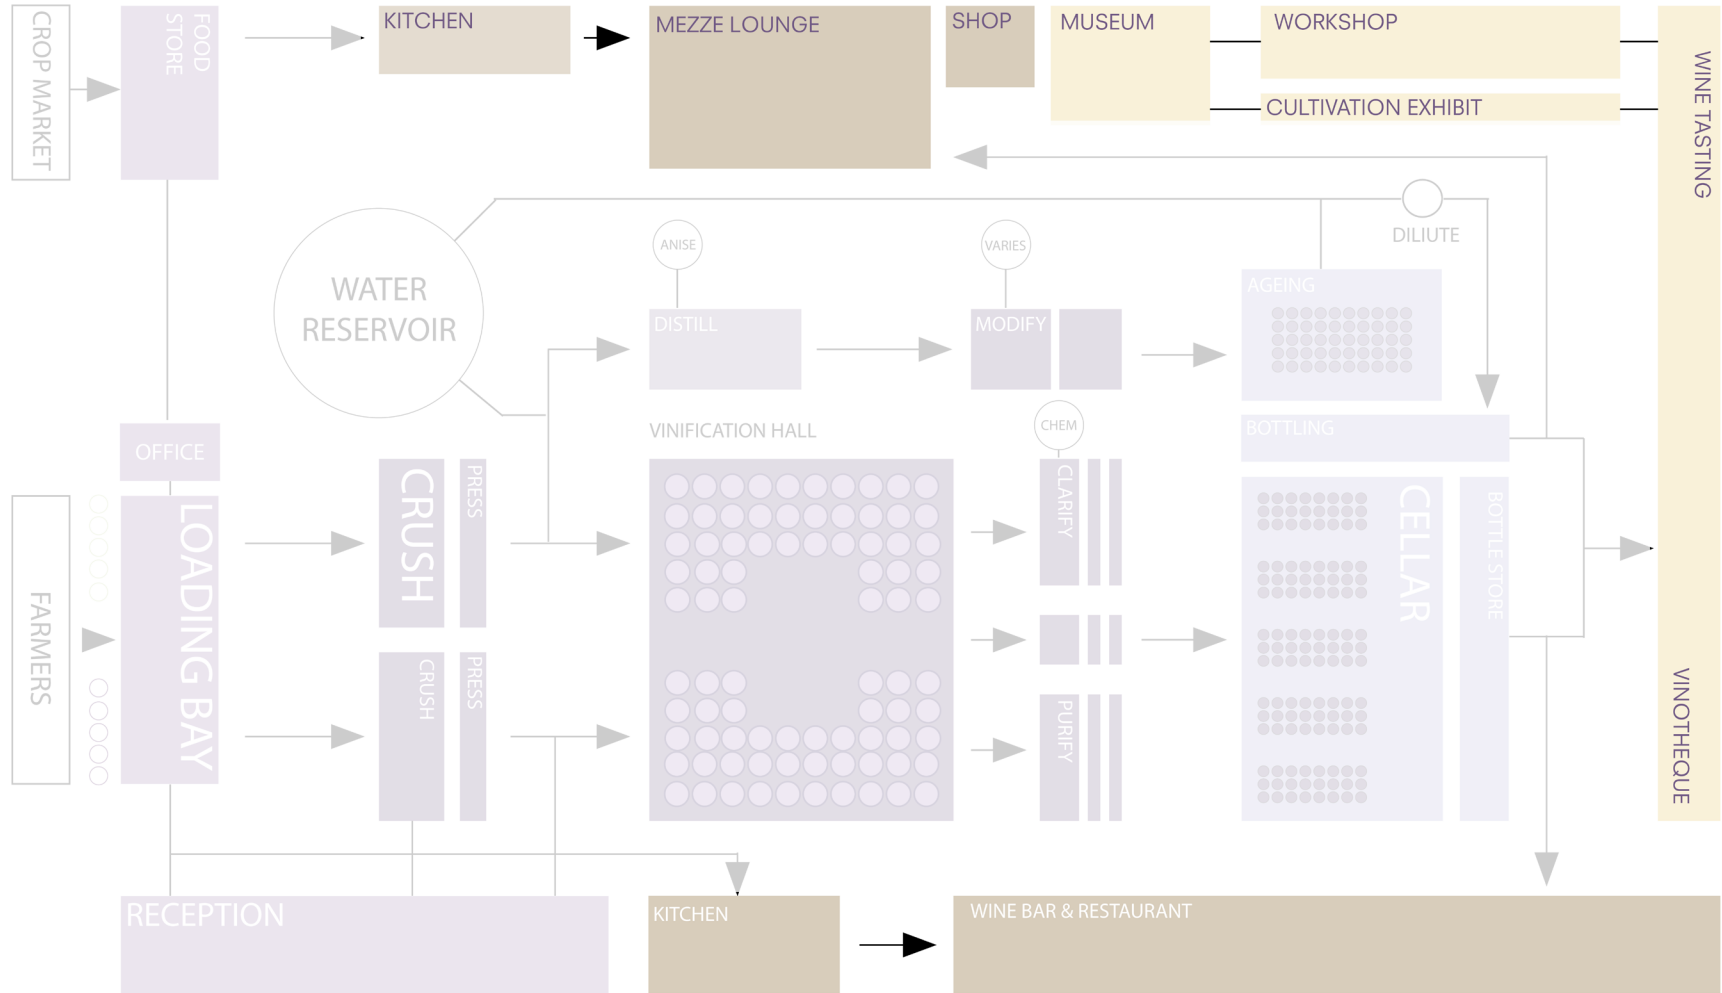 CROP MARKET
FOOD
STORE
KITCHEN
MEZZE LOUNGE
SHOP
MUSEUM
WORKSHOP
CULTIVATION EXHIBIT
WINE TASTING
WATER
RESERVOIR
ANISE
VARIES
DILIUTE
DISTILL
MODIFY
AGEING
OFFICE
VINIFICATION HALL
CHEM
BOTTLING
FARMERS
LOADING BAY
CRUSH
PRESS
CLARIFY
CELLAR
BOTTLE STORE
CRUSH
PRESS
PURIFY
VINOTHEQUE
RECEPTION
KITCHEN
WINE BAR & RESTAURANT